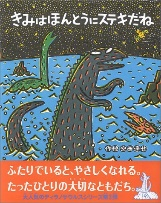 きみはほんとうにステキだね
作絵 宮西達也
ふたりでいると、やさしくなれる。
たったひとりの大切なともだち。